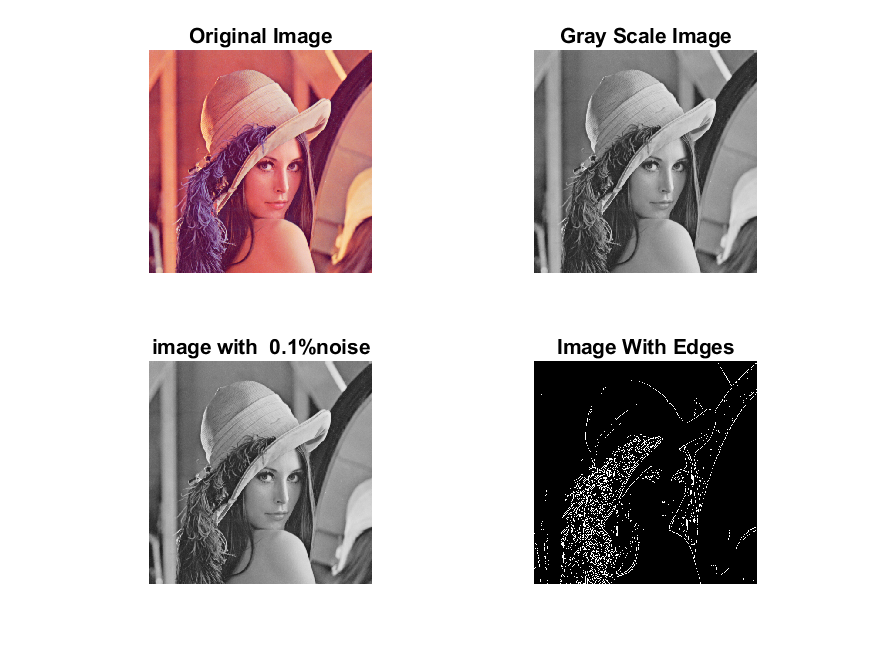 Original Image
Gray Scale Image
image with  0.1%noise
Image With Edges